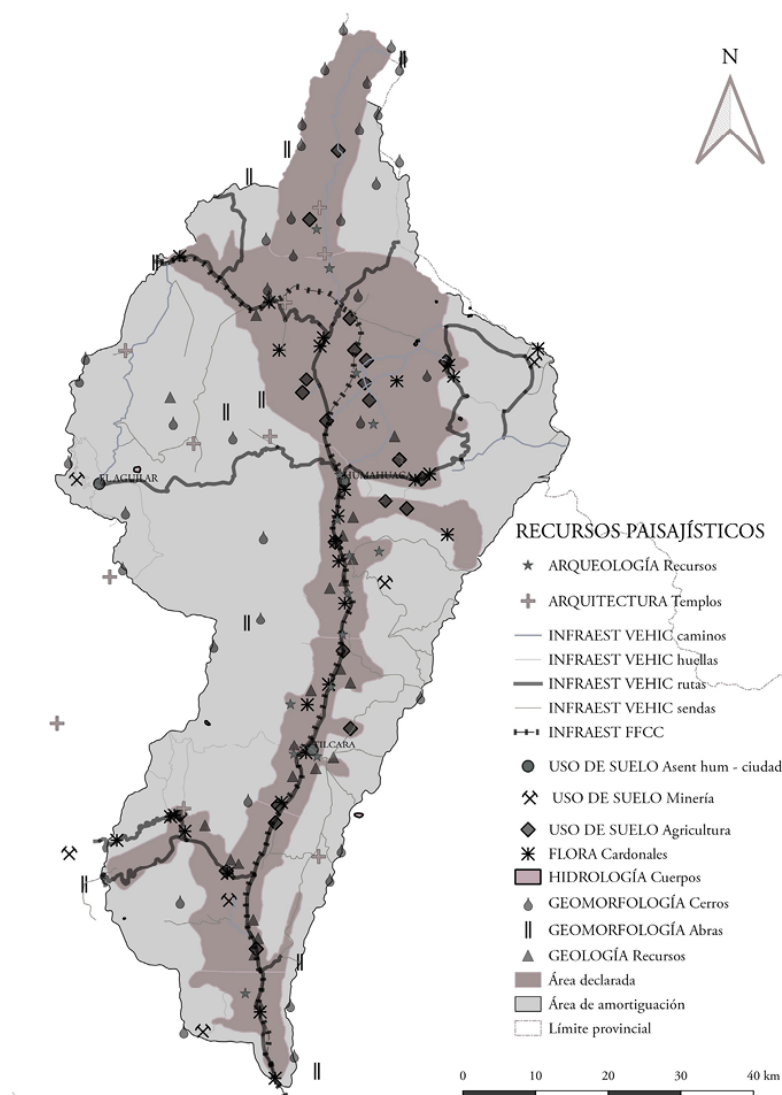 N
EL AGUILAR
HUMAHUACA
TILCARA
RECURSOS PAISAJÍSTICOS
ARQUEOLOGÍA Recursos
ARQUITECTURA Templos
INFRAEST VEHIC caminos
INFRAEST VEHIC huellas
INFRAEST VEHIC rutas
INFRAEST VEHIC sendas
INFRAEST FFCC
USO DE SUELO Asent hum - ciudad
USO DE SUELO Minería
USO DE SUELO Agricultura
FLORA Cardonales
HIDROLOGÍA Cuerpos
GEOMORFOLOGÍA Cerros
GEOMORFOLOGÍA Abras
GEOLOGÍA Recursos
Área declarada
Área de amortiguación
Límite provincial
0 10 20 30 40 km